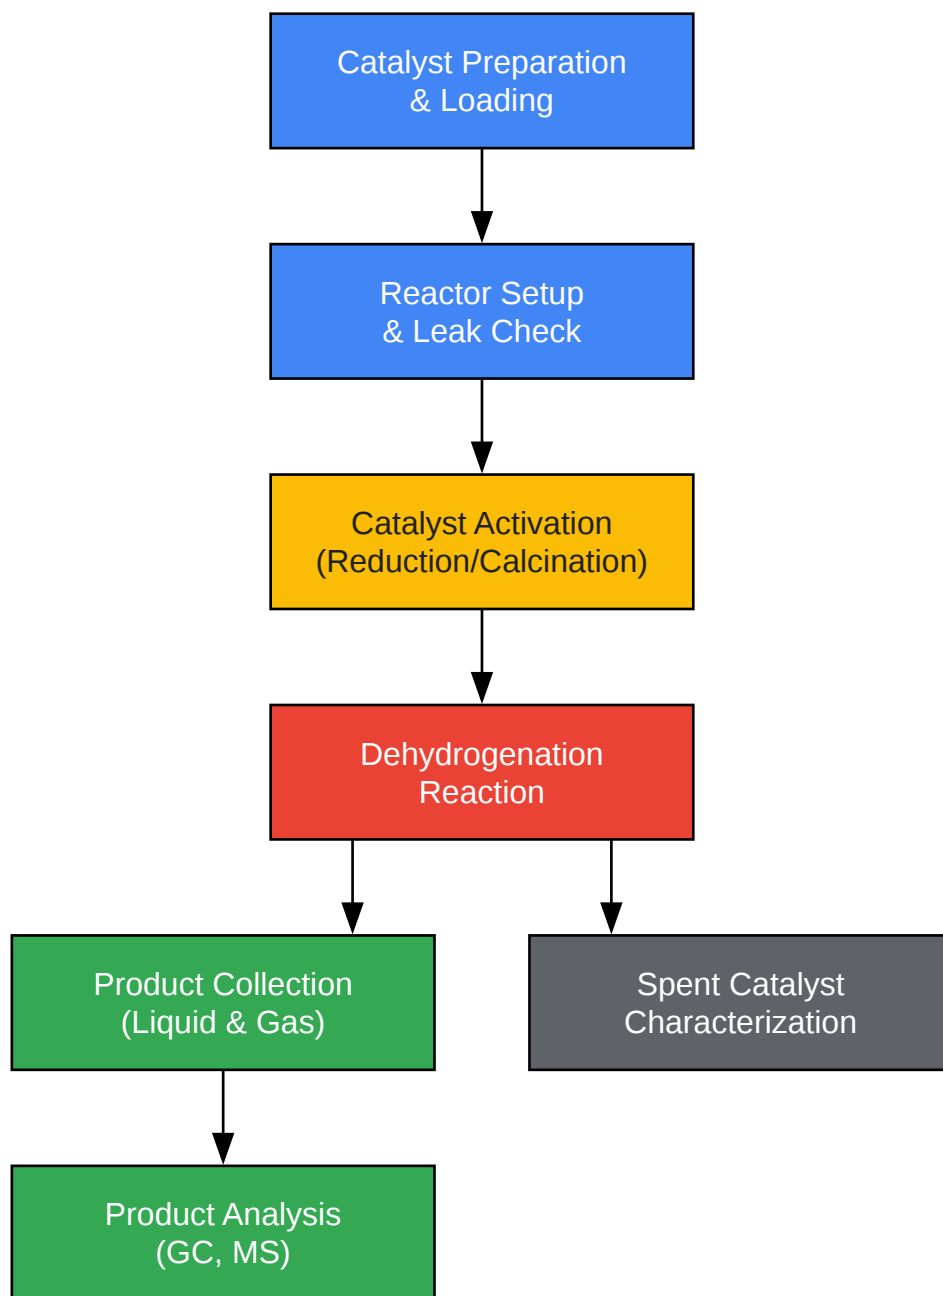 Catalyst Preparation
& Loading
Reactor Setup
& Leak Check
Catalyst Activation
(Reduction/Calcination)
Dehydrogenation
Reaction
Product Collection
(Liquid & Gas)
Spent Catalyst
Characterization
Product Analysis
(GC, MS)